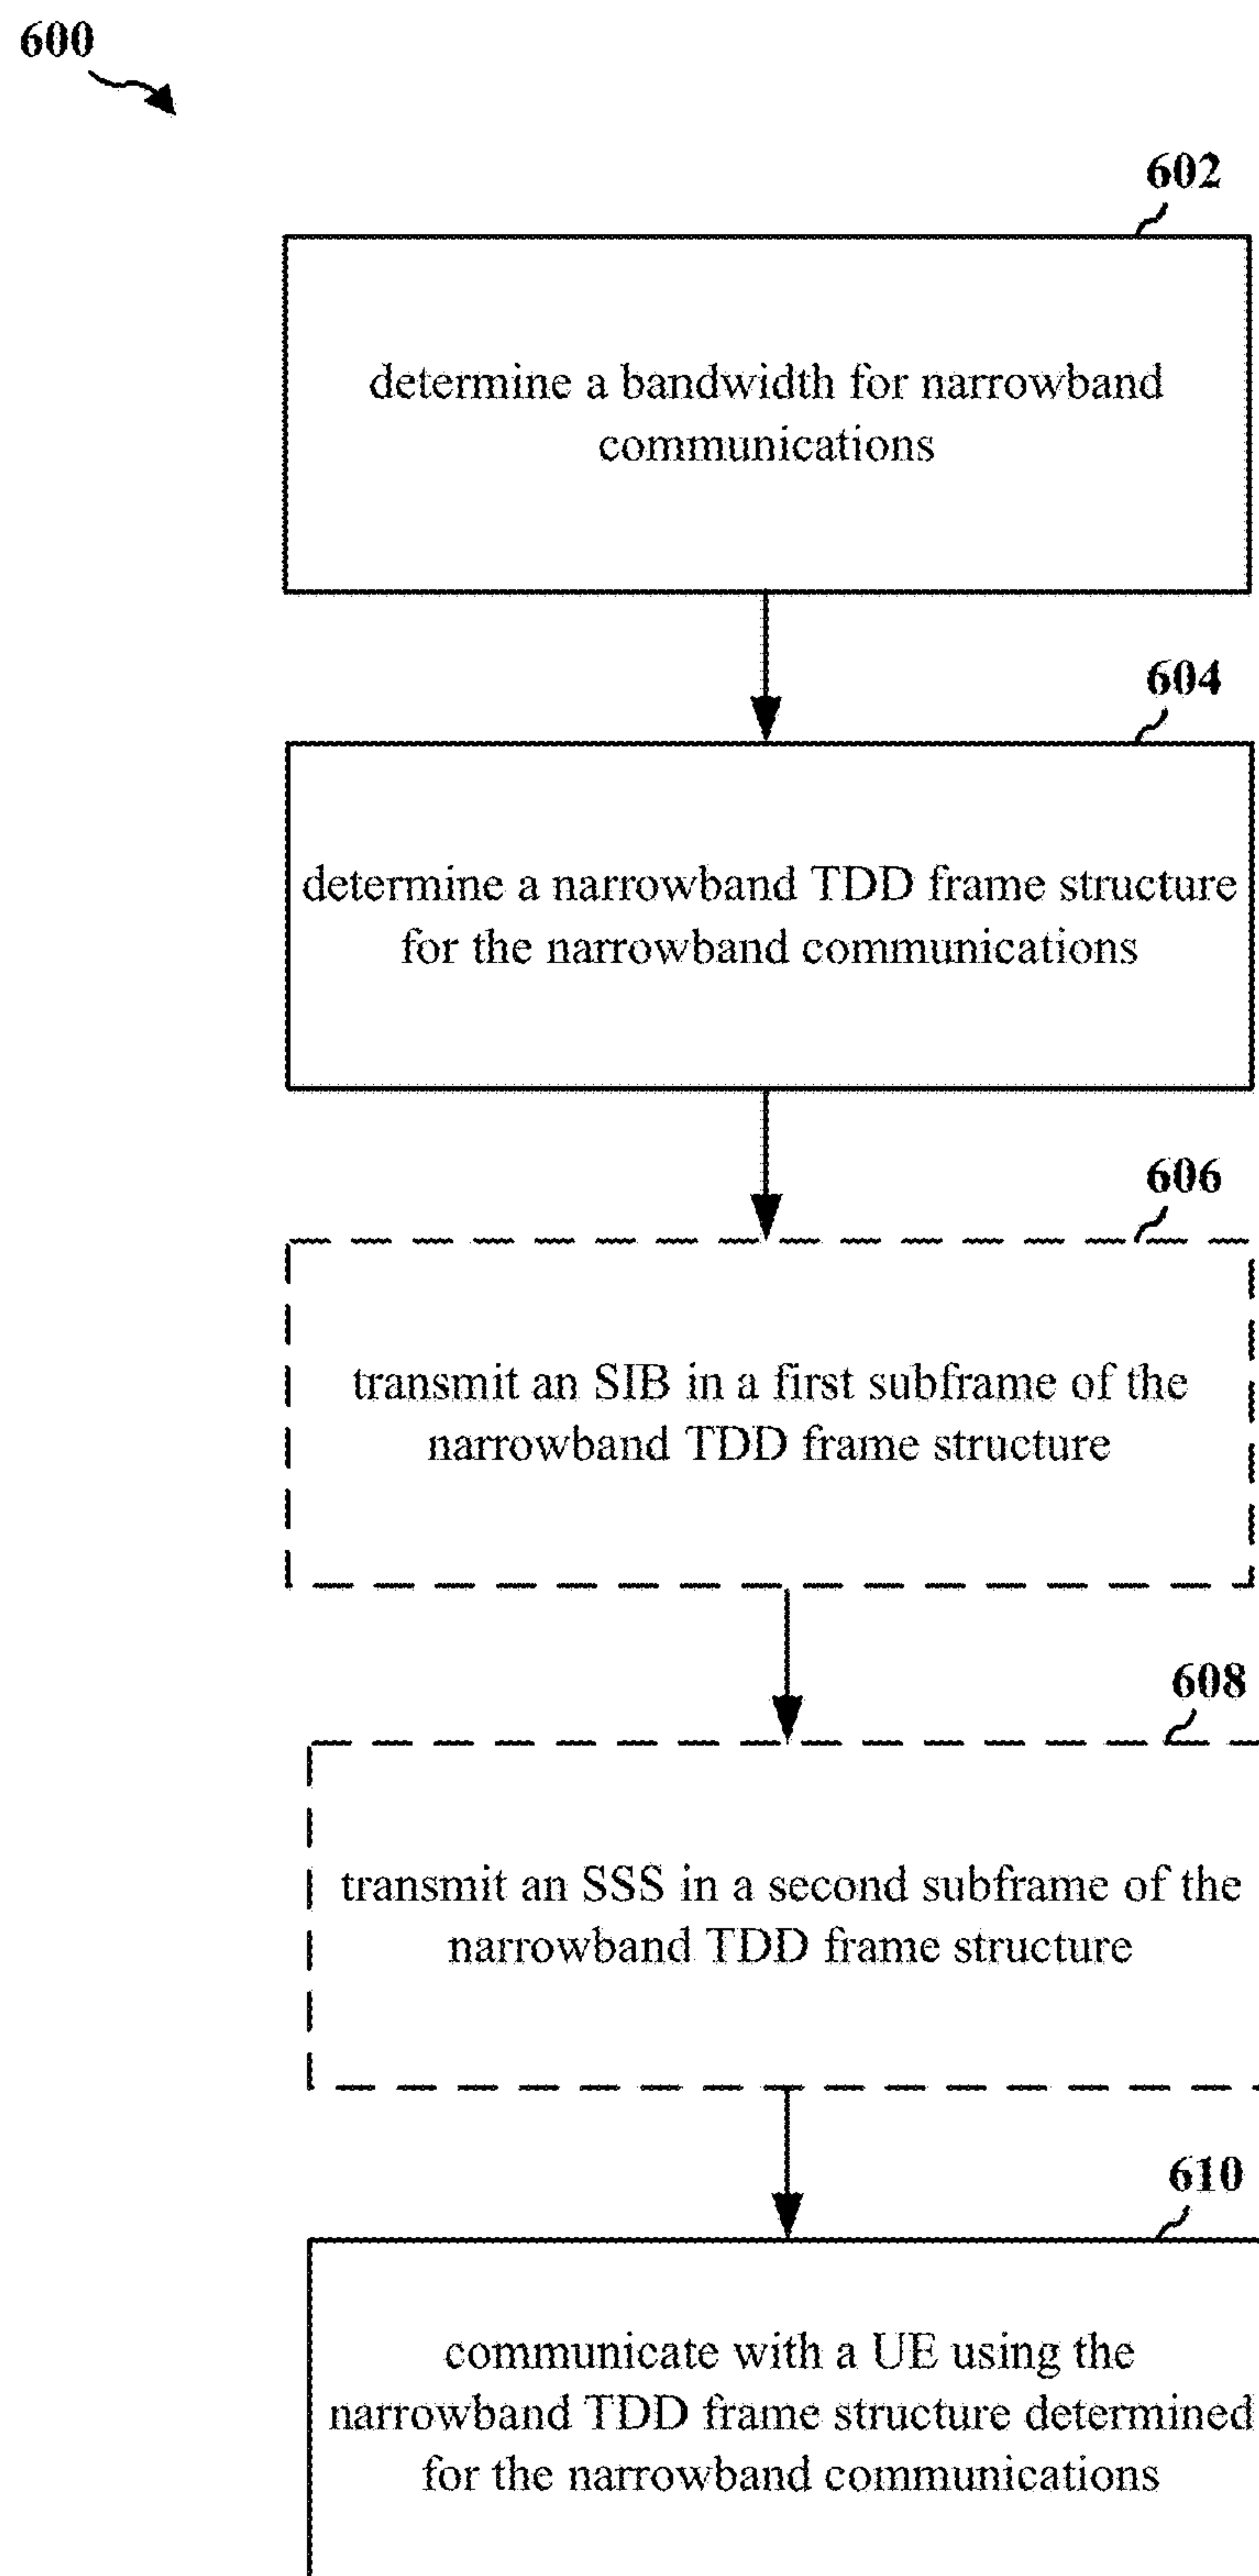 600
602
determine a bandwidth for narrowband
communications
604
determine a narrowband TDD frame structure
for the narrowband communications
606
transmit an SIB in a first subframe of the
narrowband TDD frame structure
608
transmit an SSS in a second subframe of the
narrowband TDD frame structure
610
communicate with a UE using the
narrowband TDD frame structure determined
for the narrowband communications